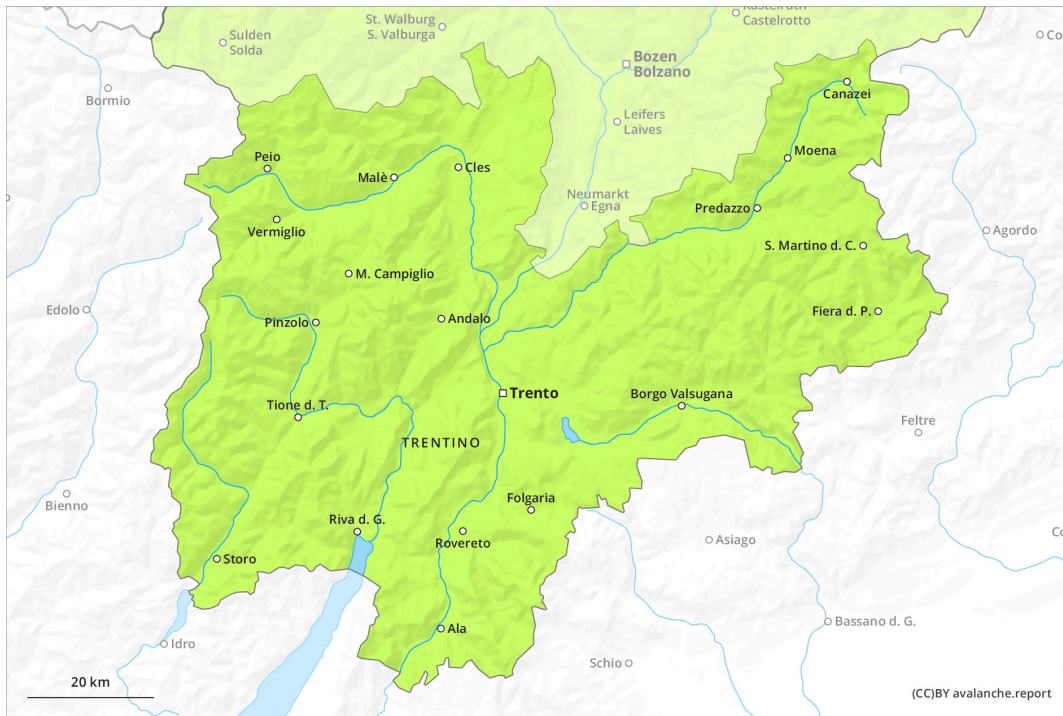 Kastelruth
Castelrotto
St. Walburg
S. Valburga
Sulden
Solda
Co
Bozen
Bolzano
Bormio
Canazei
Leifers
Laives
Moena
Peio
Malè
Cles
Neumarkt
Egna
Predazzo
Vermiglio
Agordo
S. Martino d. C.
M. Campiglio
Edolo
Pinzolo
Andalo
Fiera d. P.
Trento
Borgo Valsugana
Tione d. T.
Feltre
TRENTINO
Bienno
Folgaria
Riva d. G.
Rovereto
Asiago
Co
Storo
Ala
Bassano d. G.
Idro
Schio
20 km
(CC)BY avalanche.report